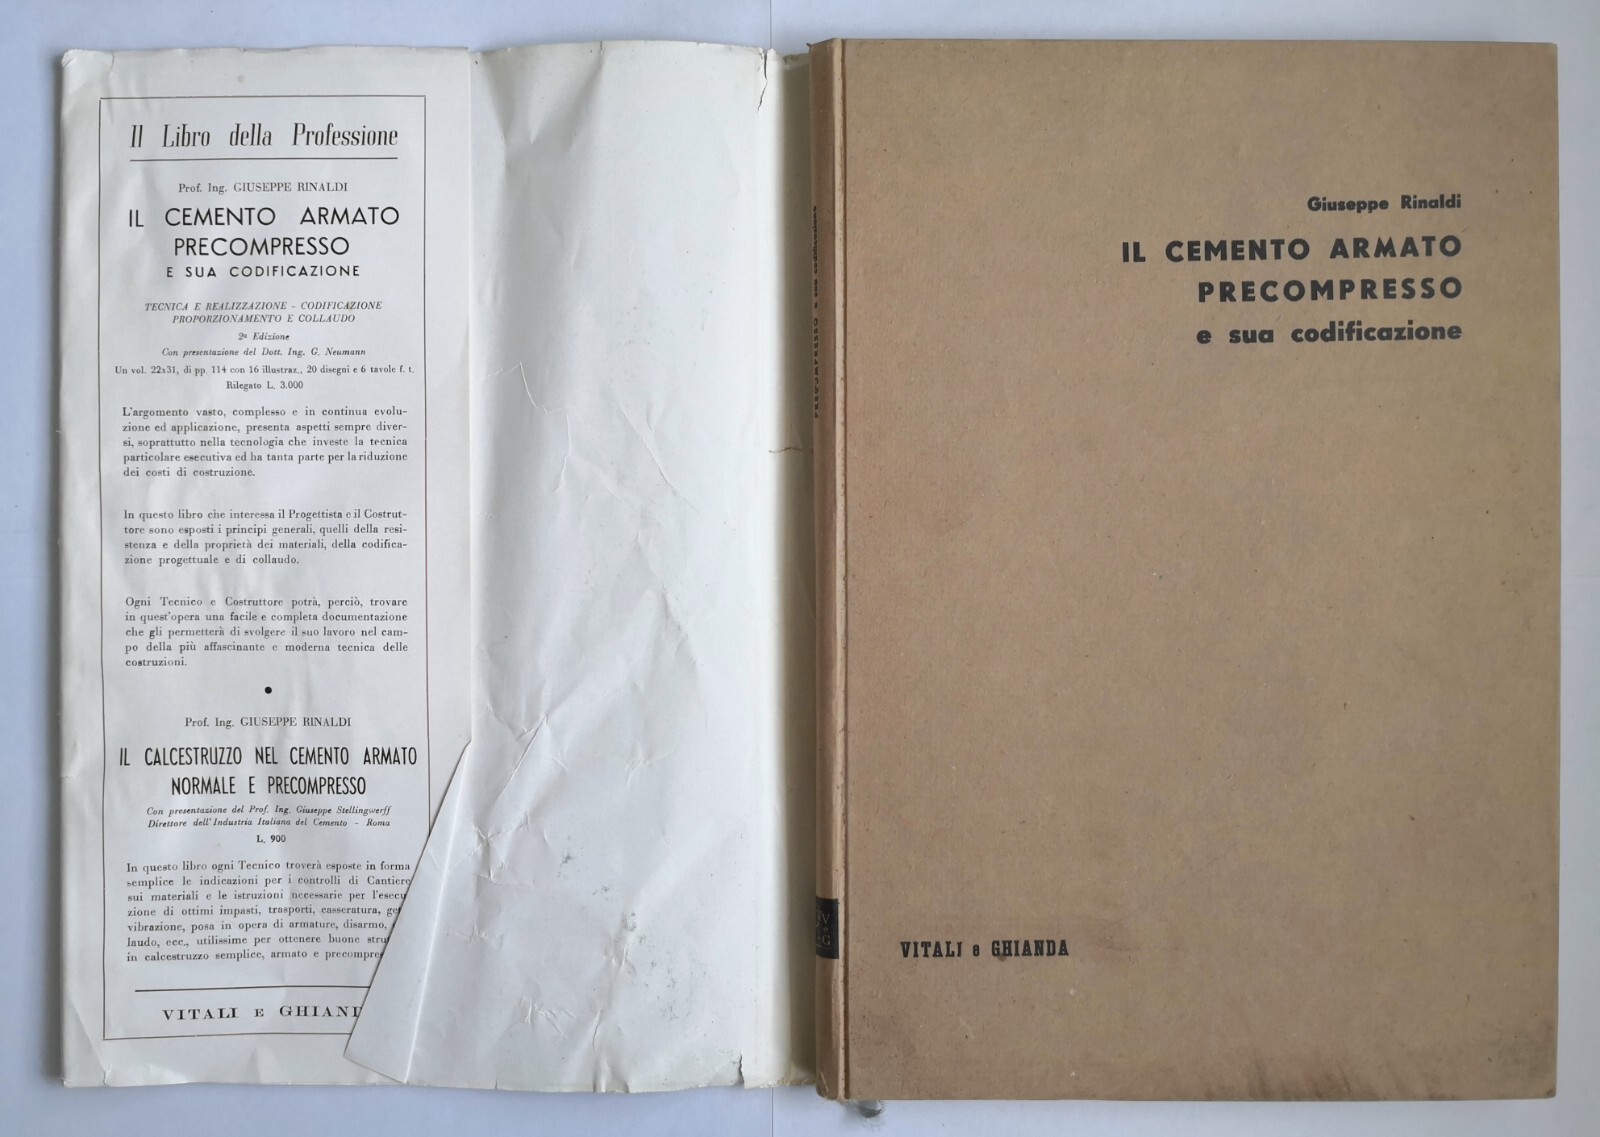 Il Libro della Professione
Prof. Ing. GIUSEPPE RINALDI
IL CEMENTO ARMATO
PRECOMPRESSO
E SUA CODIFICAZIONE
TECNICA E REALIZZAZIONE - CODIFICAZIONE
PROPORZIONAMENTO E COLLAUDO
2ª Edizione
Con presentazione del Dott. Ing. G. Neumann
Un vol. 22x31, di pp. 114 con 16 illustraz., 20 disegni e 6 tavole f. t.
Rilegato L. 3.000
L'argomento vasto, complesso e in continua evolu-
zione ed applicazione, presenta aspetti sempre diver-
si, soprattutto nella tecnologia che investe la tecnica
particolare esecutiva ed ha tanta parte per la riduzione
dei costi di costruzione.
In questo libro che interessa il Progettista e il Costrut-
tore sono esposti i principi generali, quelli della resi-
stenza e della proprietà dei materiali, della codifica-
zione progettuale e di collaudo.
Ogni Tecnico e Costruttore potrà, perciò, trovare
in quest'opera una facile e completa documentazione
che gli permetterà di svolgere il suo lavoro nel cam-
po della più affascinante e moderna tecnica delle
costruzioni.
Prof. Ing. GIUSEPPE RINALDI
IL CALCESTRUZZO NEL CEMENTO ARMATO
NORMALE E PRECOMPRESSO
Con presentazione del Prof. Ing. Giuseppe Stellingwerff
Direttore dell'Industria Italiana del Cemento - Roma
L. 900
In questo libro ogni Tecnico troverà esposte in forma
semplice le indicazioni per i controlli di Cantiere
sui materiali e le istruzioni necessarie per l'esecu
zione di ottimi impasti, trasporti, casseratura, ge
vibrazione, posa in opera di armature, disarmo,
laudo, ecc., utilissime per ottenere buone stru
in calcestruzzo semplice, armato e precompre
VITALI E GHIAND
PRECOMPRESSO e sua codificazione
V
G
Giuseppe Rinaldi
IL CEMENTO ARMATO
PRECOMPRESSO
e sua codificazione
VITALI e GHIANDA